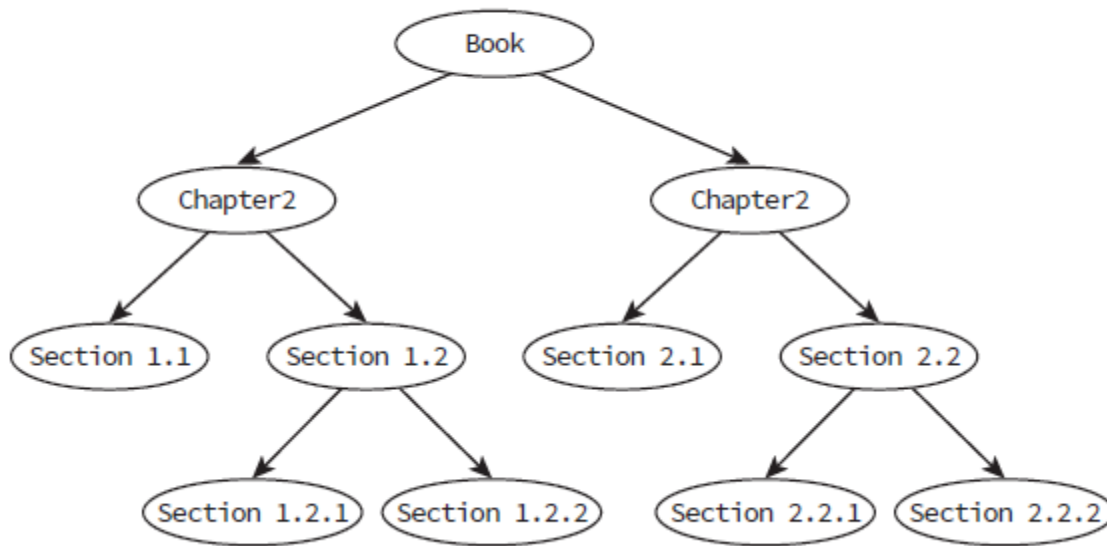 Book
Chapter2 Chapter2
Section 1.1 Section 1.2 Section 2.1 Section 2.2
Section 1.2.1 Section 1.2.2 Section 2.2.1 Section 2.2.2